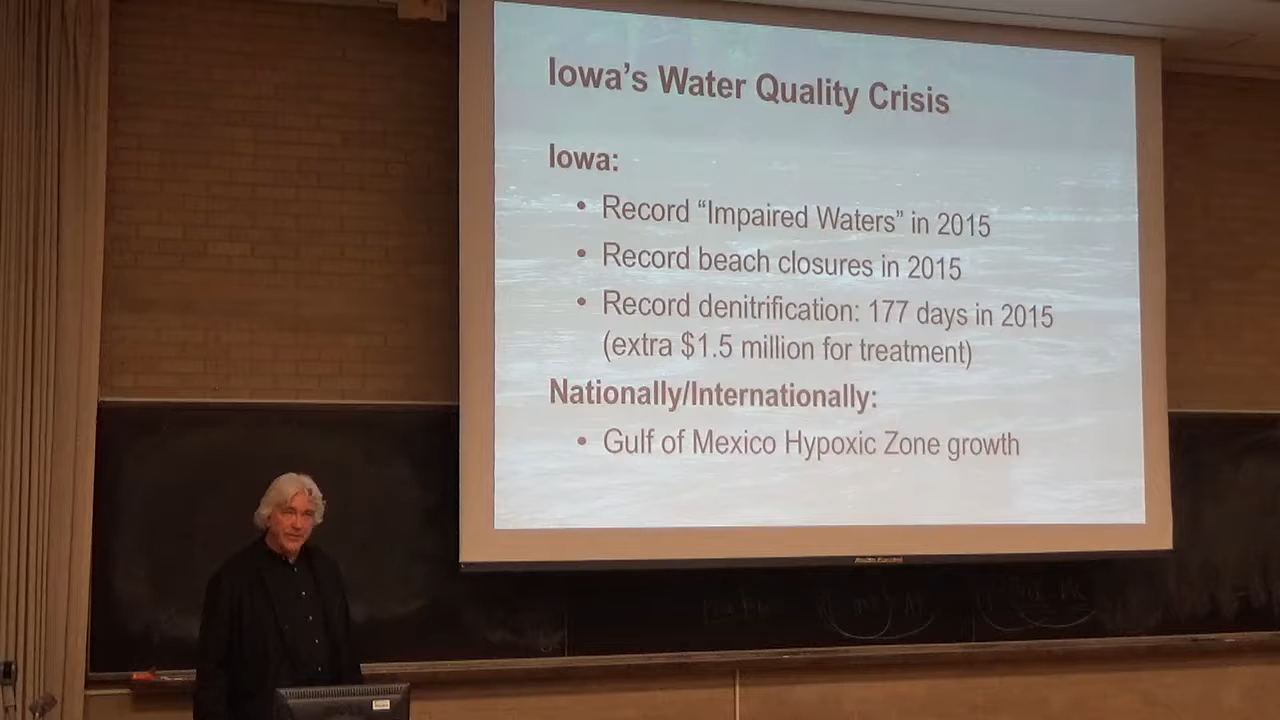 Iowa's Water Quality Crisis
Iowa:
• Record “Impaired Waters” in 2015
• Record beach closures in 2015
• Record denitrification: 177 days in 2015
(extra $1.5 million for treatment)
Nationally/Internationally:
• Gulf of Mexico Hypoxic Zone growth